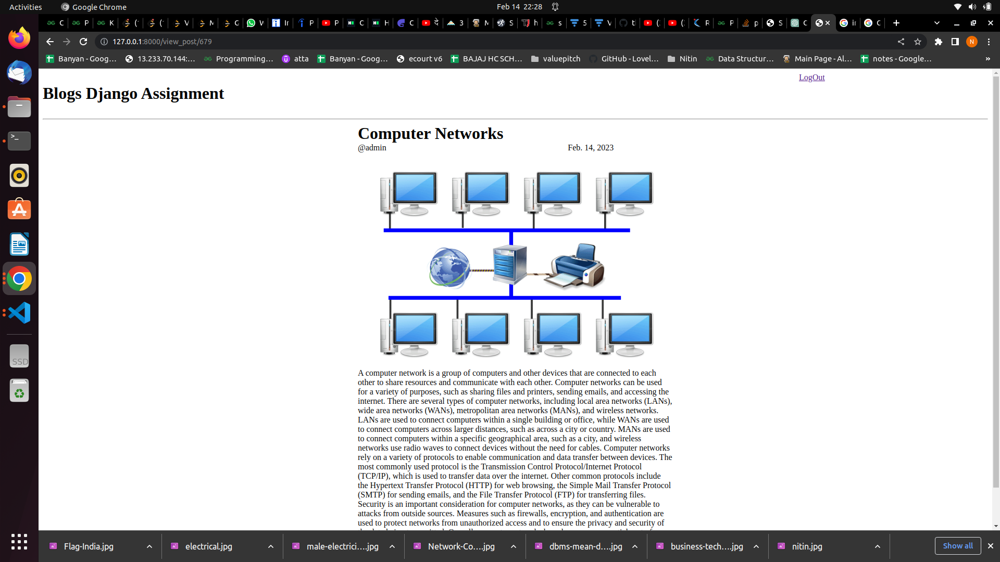 Activities
Google Chrome
Feb 14 22:28
127.0.0.1:8000/view_post/679
Banyan - Goog…
13.233.70.144:…
Programming…
atta
Banyan - Goog…
ecourt v6
BAJAJ HC SCH…
valuepitch
GitHub - Lovel…
Nitin
Data Structur…
Main Page - Al…
notes - Google…
»
LogOut
Blogs Django Assignment
Computer Networks
@admin
Feb. 14, 2023
A computer network is a group of computers and other devices that are connected to each
other to share resources and communicate with each other. Computer networks can be used
for a variety of purposes, such as sharing files and printers, sending emails, and accessing the
internet. There are several types of computer networks, including local area networks (LANs),
wide area networks (WANs), metropolitan area networks (MANs), and wireless networks.
LANs are used to connect computers within a single building or office, while WANs are used
to connect computers across larger distances, such as across a city or country. MANs are used
to connect computers within a specific geographical area, such as a city, and wireless
networks use radio waves to connect devices without the need for cables. Computer networks
rely on a variety of protocols to enable communication and data transfer between devices. The
most commonly used protocol is the Transmission Control Protocol/Internet Protocol
(TCP/IP), which is used to transfer data over the internet. Other common protocols include
the Hypertext Transfer Protocol (HTTP) for web browsing, the Simple Mail Transfer Protocol
(SMTP) for sending emails, and the File Transfer Protocol (FTP) for transferring files.
Security is an important consideration for computer networks, as they can be vulnerable to
attacks from outside sources. Measures such as firewalls, encryption, and authentication are
used to protect networks from unauthorized access and to ensure the privacy and security of
SSD
Flag-India.jpg
electrical.jpg
male-electrici….jpg
Network-Co….jpg
dbms-mean-d….jpg
business-tech….jpg
nitin.jpg
Show all